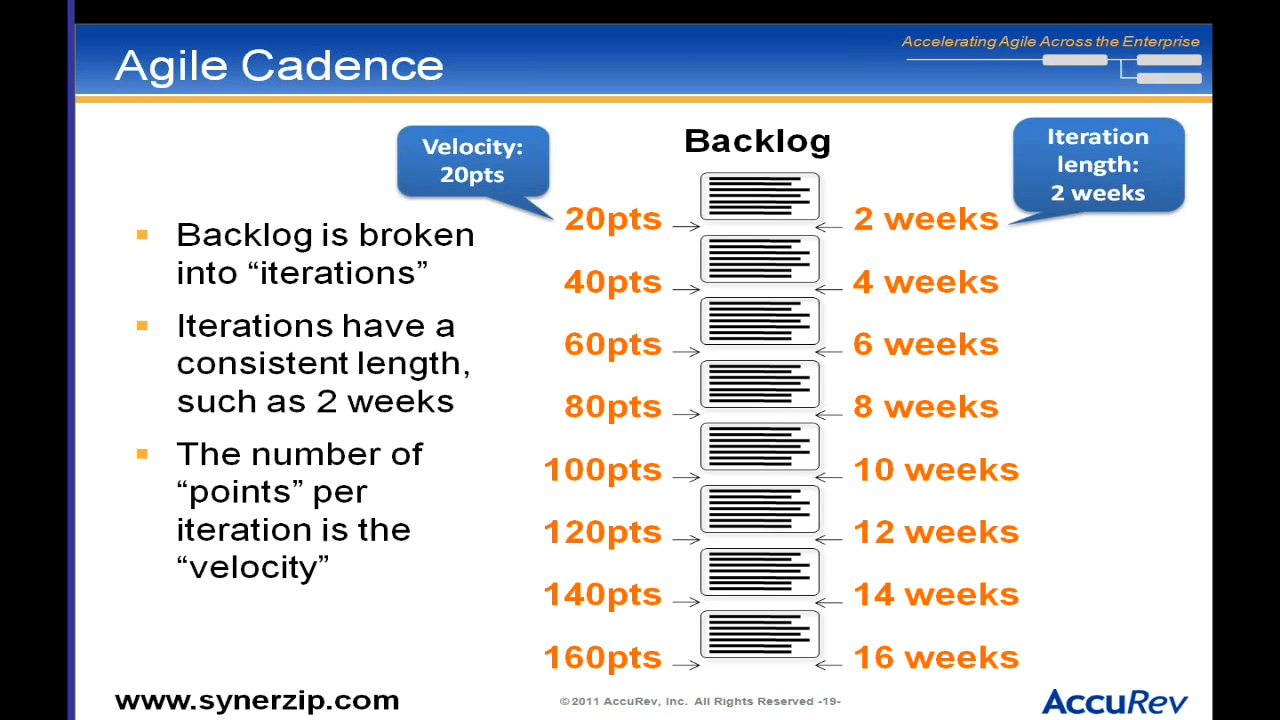 Accelerating Agile Across the Enterprise
Agile Cadence
Velocity:
20pts
Backlog
Iteration
length:
2 weeks
Backlog is broken
into “iterations”
Iterations have a
consistent length,
such as 2 weeks
The number of
“points” per
iteration is the
“velocity”
20pts 2 weeks
40pts 4 weeks
60pts 6 weeks
80pts 8 weeks
100pts 10 weeks
120pts 12 weeks
140pts 14 weeks
160pts 16 weeks
www.synerzip.com
©2011 AccuRev, Inc. All Rights Reserved -19-
AccuRev